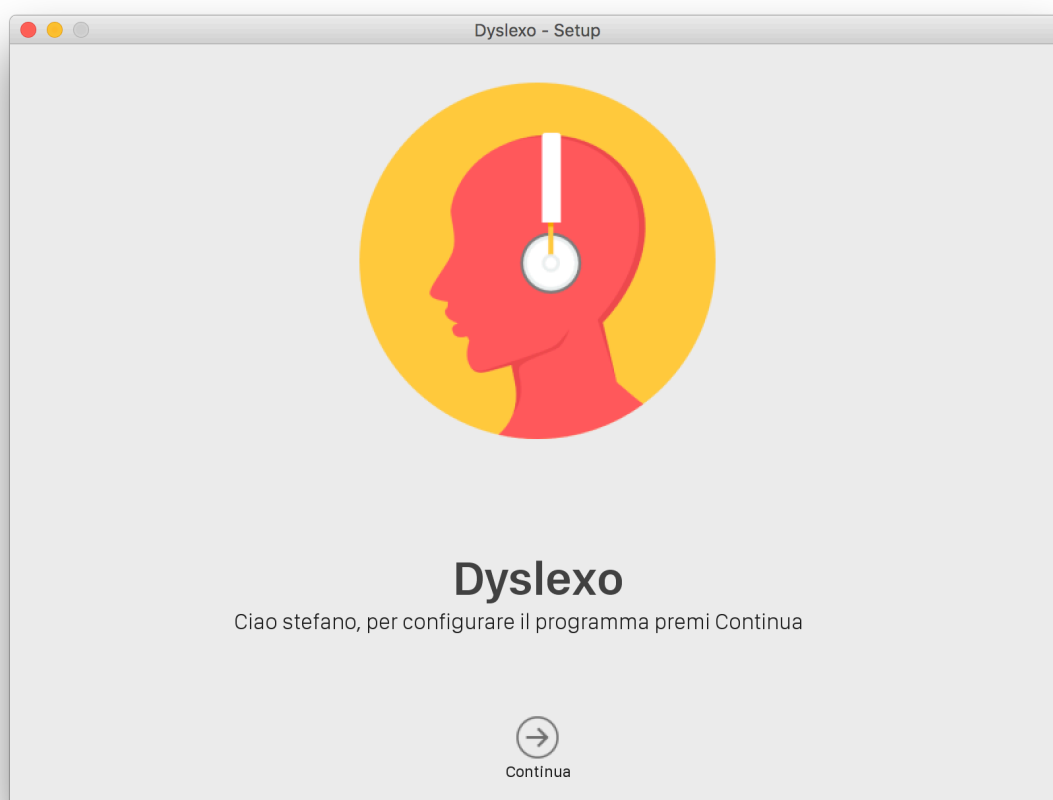 Dyslexo - Setup
Dyslexo
Ciao stefano, per configurare il programma premi Continua
Continua